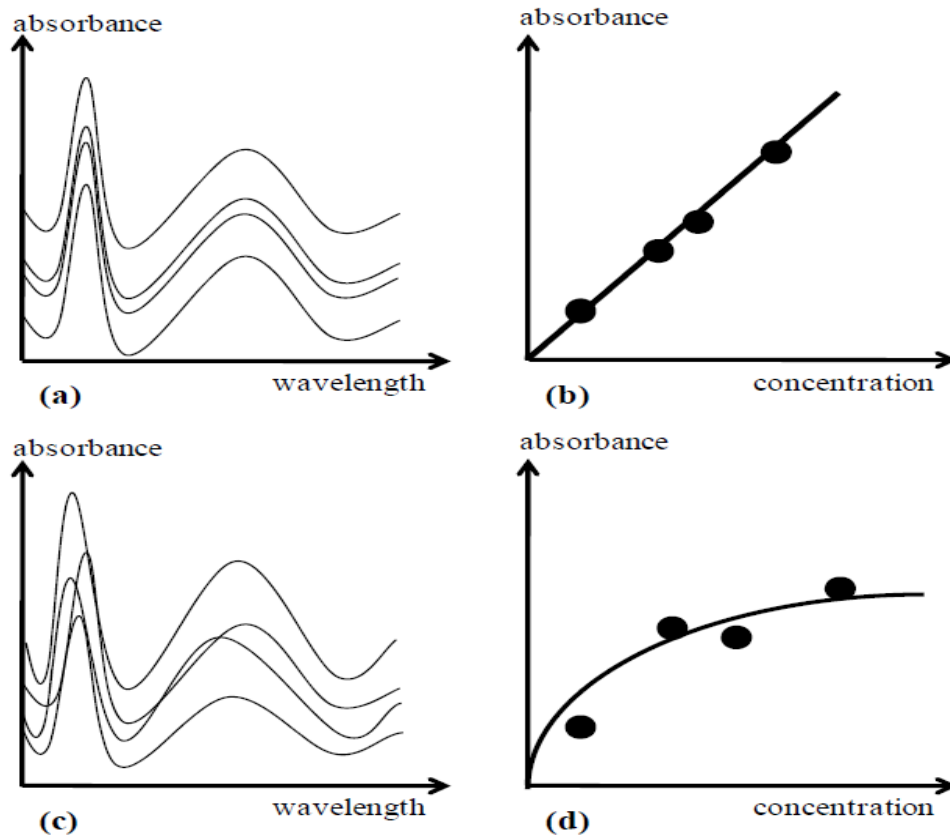 absorbance
wavelength
(a)
absorbance
concentration
(b)
absorbance
wavelength
(c)
absorbance
concentration
(d)